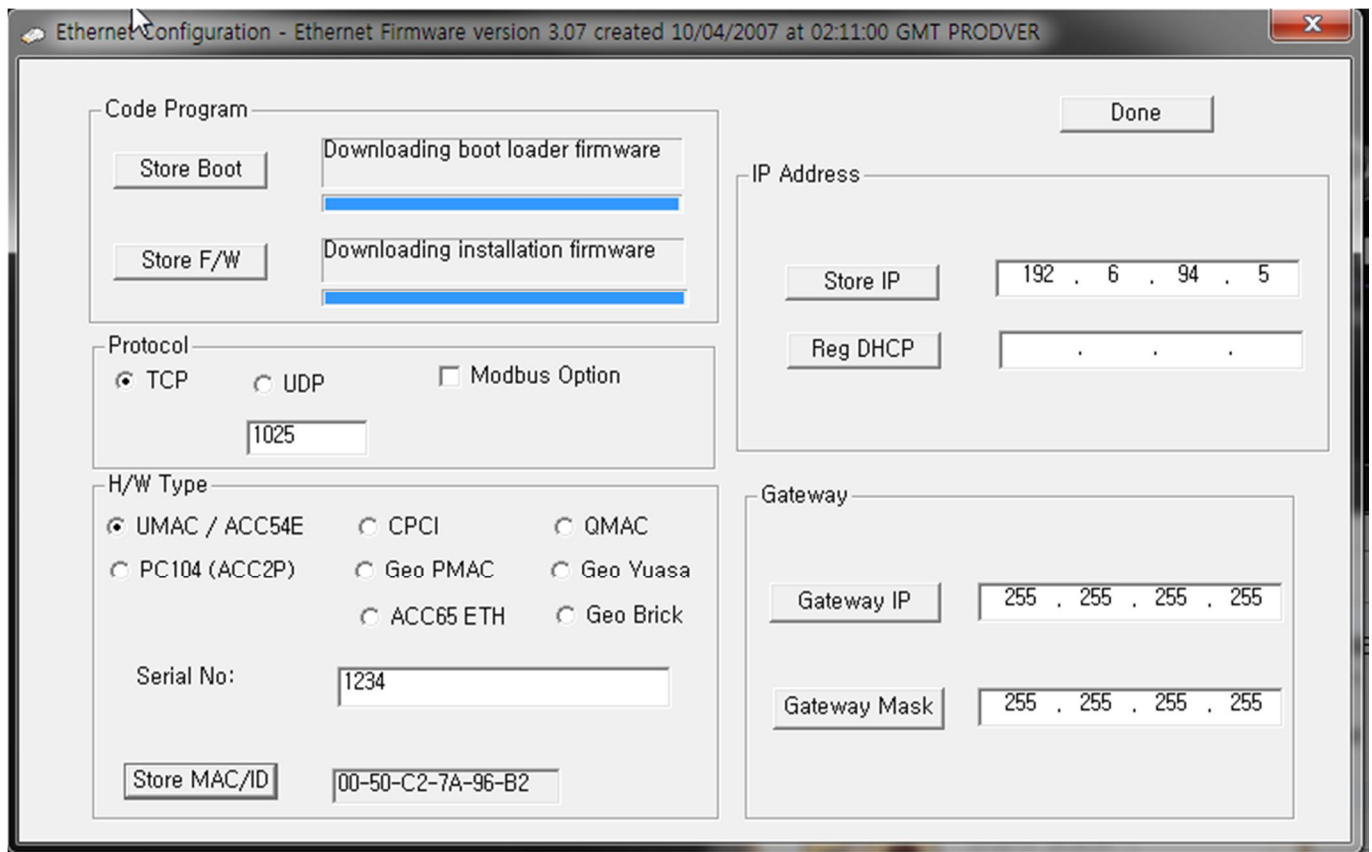 Ethernet Configuration - Ethernet Firmware version 3.07 created 10/04/2007 at 02:11:00 GMT PRODVER
Code Program
Store Boot
Downloading boot loader firmware
Store F/W
Downloading installation firmware
Protocol
TCP
UDP
Modbus Option
1025
H/W Type
UMAC / ACC54E
CPCI
QMAC
PC104 (ACC2P)
Geo PMAC
Geo Yuasa
ACC65 ETH
Geo Brick
Serial No:
1234
Store MAC/ID
00-50-C2-7A-96-B2
Done
IP Address
Store IP
192 . 6 . 94 . 5
Reg DHCP
. . .
Gateway
Gateway IP
255 . 255 . 255 . 255
Gateway Mask
255 . 255 . 255 . 255